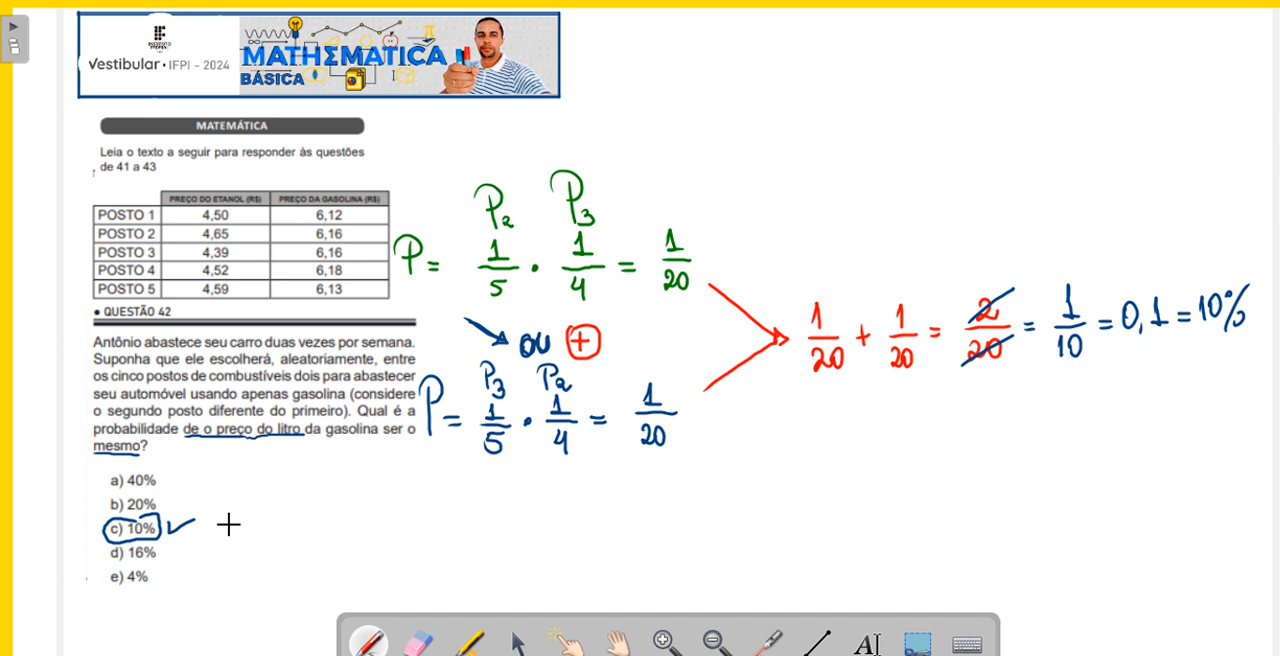 Vestibular • IFPI - 2024
MATHΣMATICA
BÁSICA
MATEMÁTICA
Leia o texto a seguir para responder às questões
de 41 a 43
PREÇO DO ETANOL (R$) PREÇO DA GASOLINA (R$)
POSTO 1 4,50 6,12
POSTO 2 4,65 6,16
POSTO 3 4,39 6,16
POSTO 4 4,52 6,18
POSTO 5 4,59 6,13
• QUESTÃO 42
Antônio abastece seu carro duas vezes por semana.
Suponha que ele escolherá, aleatoriamente, entre
os cinco postos de combustíveis dois para abastecer
seu automóvel usando apenas gasolina (considere
o segundo posto diferente do primeiro). Qual é a
probabilidade de o preço do litro da gasolina ser o
mesmo?
a) 40%
b) 20%
c) 10%
d) 16%
e) 4%
P₂ P₃
P = 1/5 · 1/4 = 1/20
ou +
P₃ P₂
P = 1/5 · 1/4 = 1/20
1/20 + 1/20 = 2/20 = 1/10 = 0,1 = 10%
AI